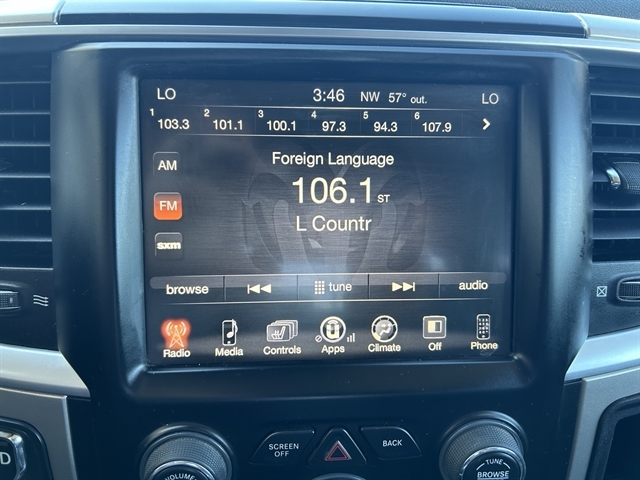 LO 3:46 NW 57° out. LO
1 103.3 2 101.1 3 100.1 4 97.3 5 94.3 6 107.9
AM
Foreign Language
FM
106.1 ST
L Countr
sxm
browse tune audio
Radio Media Controls Apps Climate Off Phone
SCREEN OFF BACK
VOLUME
TUNE
BROWSE
D